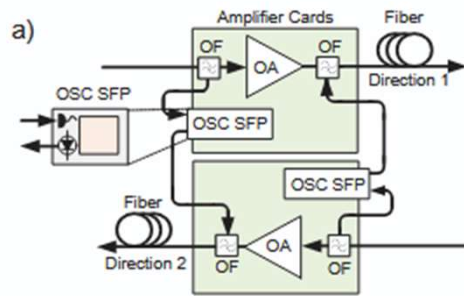 a)
Amplifier Cards
Fiber
OF
OA
OF
Direction 1
OSC SFP
OSC SFP
OSC SFP
Fiber
OA
Direction 2
OF
OF